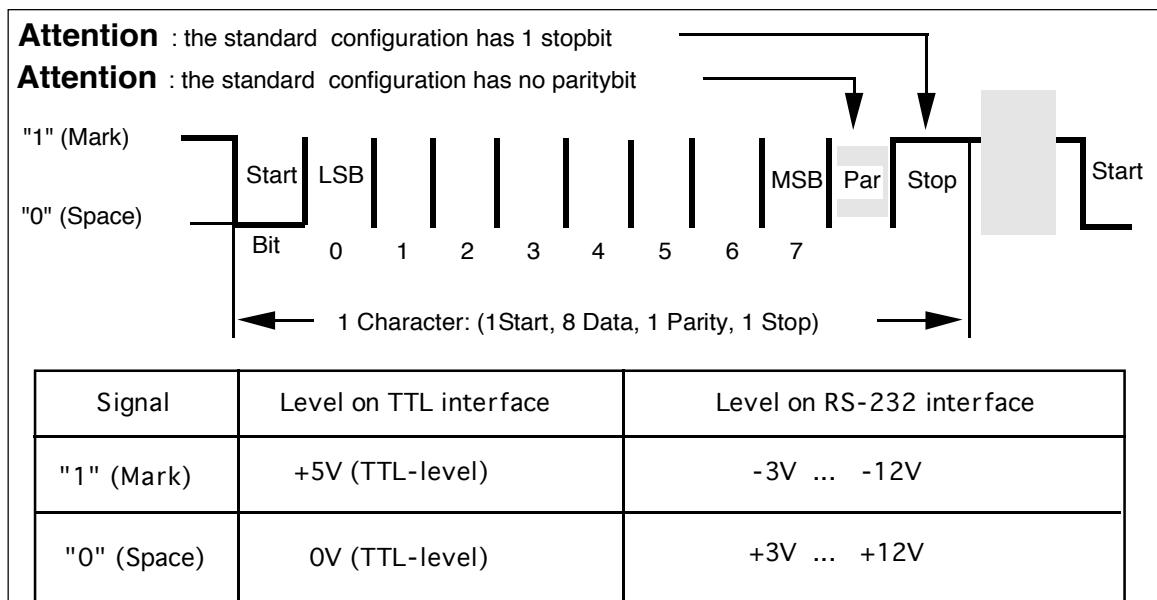 Attention : the standard configuration has 1 stopbit
Attention : the standard configuration has no paritybit
"1" (Mark)
Start LSB MSB Par Stop Start
"0" (Space)
Bit 0 1 2 3 4 5 6 7
1 Character: (1Start, 8 Data, 1 Parity, 1 Stop)
Signal Level on TTL interface Level on RS-232 interface
"1" (Mark) +5V (TTL-level) -3V ... -12V
"0" (Space) 0V (TTL-level) +3V ... +12V